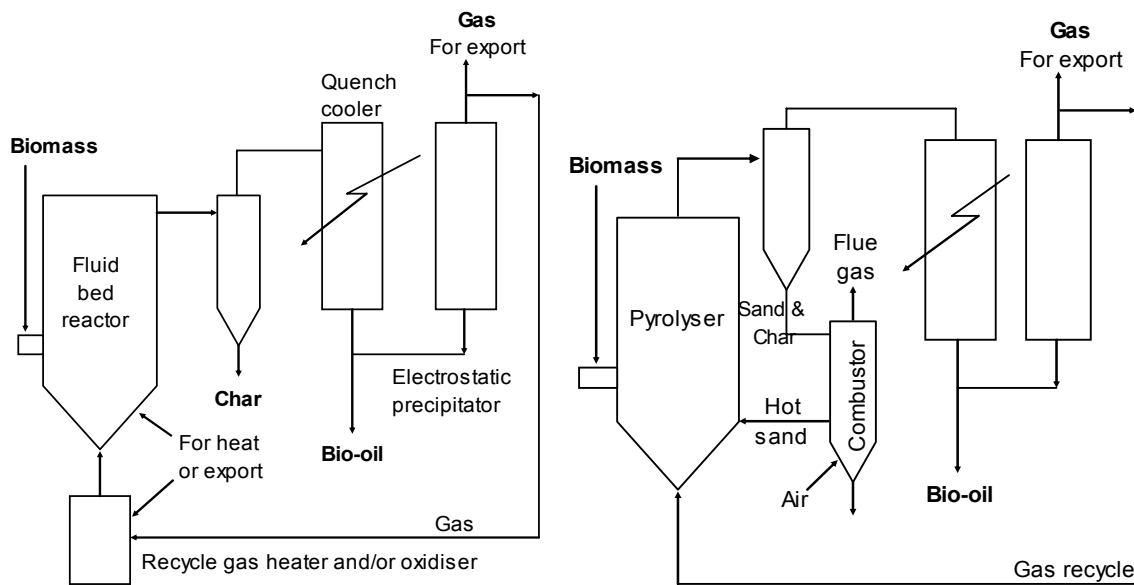 Gas
For export
Quench
cooler
Biomass
Fluid
bed
reactor
Char
Electrostatic
precipitator
Bio-oil
For heat
or export
Gas
Recycle gas heater and/or oxidiser
Gas
For export
Biomass
Flue
gas
Pyrolyser
Sand &
Char
Combustor
Hot
sand
Air
Bio-oil
Gas recycle